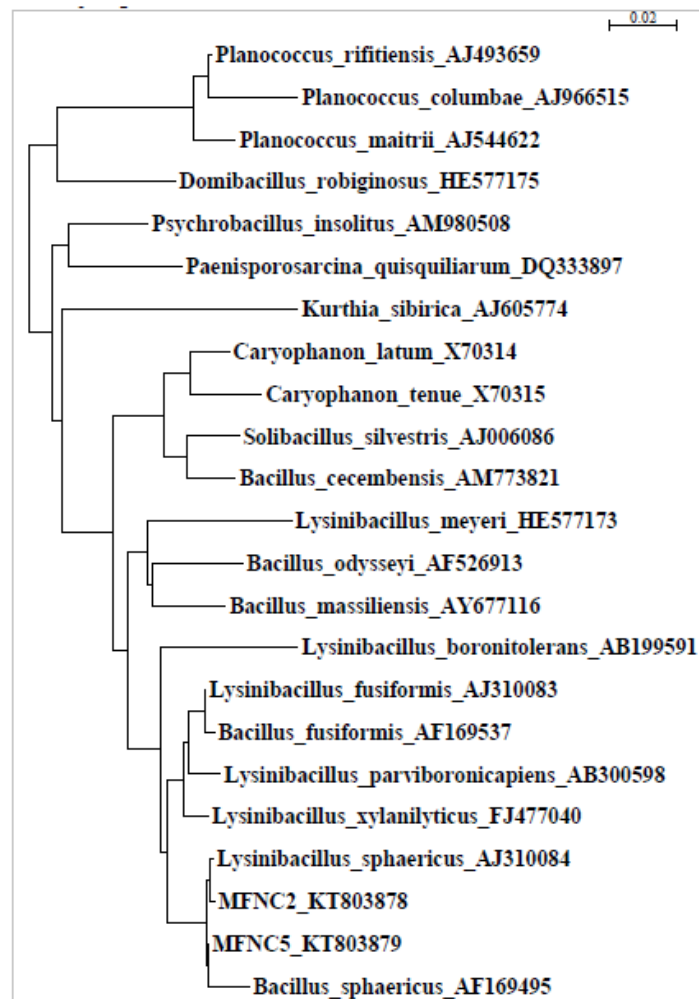 0.02
Planococcus_rifitiensis_AJ493659
Planococcus_columbae_AJ966515
Planococcus_maitrii_AJ544622
Domibacillus_robiginosus_HE577175
Psychrobacillus_insolitus_AM980508
Paenisporosarcina_quisquiliarum_DQ333897
Kurthia_sibirica_AJ605774
Caryophanon_latum_X70314
Caryophanon_tenue_X70315
Solibacillus_silvestris_AJ006086
Bacillus_cecembensis_AM773821
Lysinibacillus_meyeri_HE577173
Bacillus_odysseyi_AF526913
Bacillus_massiliensis_AY677116
Lysinibacillus_boronitolerans_AB199591
Lysinibacillus_fusiformis_AJ310083
Bacillus_fusiformis_AF169537
Lysinibacillus_parviboronicapiens_AB300598
Lysinibacillus_xylanilyticus_FJ477040
Lysinibacillus_sphaericus_AJ310084
MFNC2_KT803878
MFNC5_KT803879
Bacillus_sphaericus_AF169495